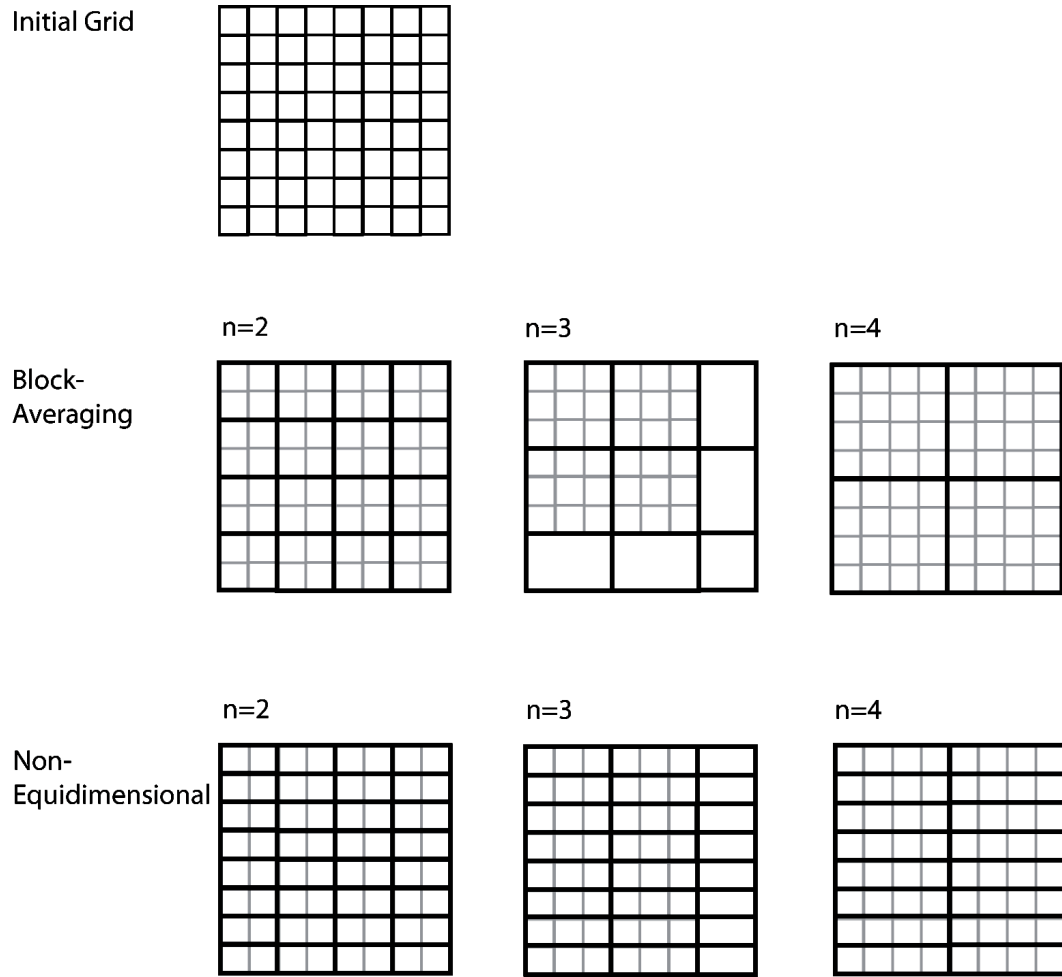 Initial Grid
n=2
n=3
n=4
Block-
Averaging
n=2
n=3
n=4
Non-
Equidimensional